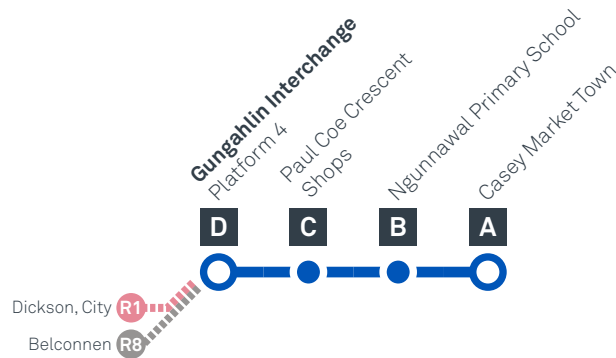 Gungahlin Interchange
Platform 4
Paul Coe Crescent
Shops
Ngunnawal Primary School
Casey Market Town
D
C
B
A
Dickson, City R1
Belconnen R8